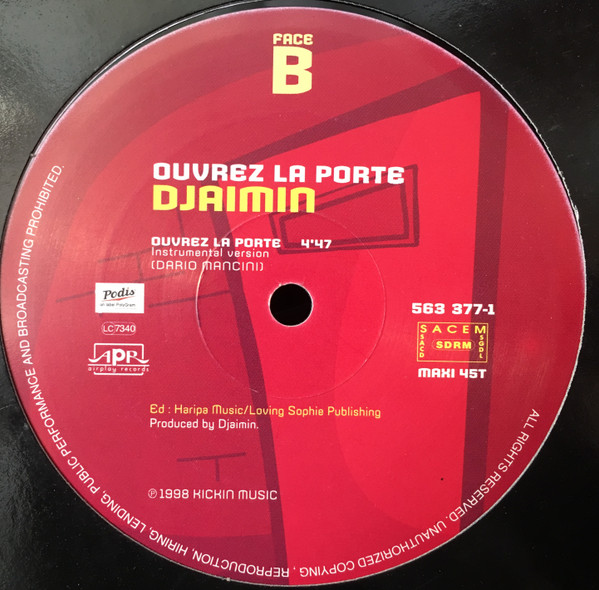 FACE
B
OUVREZ LA PORTE
DJAIMIN
OUVREZ LA PORTE 4'47
Instrumental version
(DARIO MANCINI)
Podis
LC 7340
APR
airplay records
563 377-1
SACEM
SACD
SDRM
SGDL
MAXI 45T
Ed : Haripa Music/Loving Sophie Publishing
Produced by Djaimin.
℗ 1998 KICKIN MUSIC
ALL RIGHTS RESERVED. UNAUTHORIZED COPYING, REPRODUCTION, HIRING, LENDING, PUBLIC PERFORMANCE AND BROADCASTING PROHIBITED.